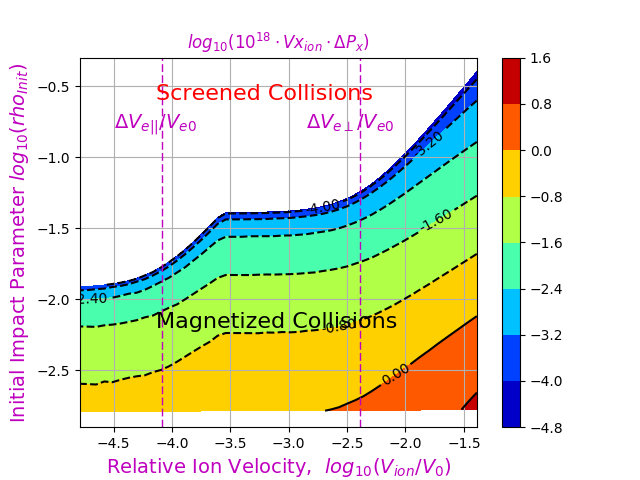 log10(10^18 · Vx_ion · ΔP_x)
Screened Collisions
ΔV_e||/V_e0
ΔV_e⊥/V_e0
Magnetized Collisions
-3.20
-4.00
-1.60
-2.40
-0.80
0.00
Initial Impact Parameter log10(rho_Init)
−0.5
−1.0
−1.5
−2.0
−2.5
−4.5 −4.0 −3.5 −3.0 −2.5 −2.0 −1.5
Relative Ion Velocity, log10(V_ion/V_0)
1.6
0.8
0.0
−0.8
−1.6
−2.4
−3.2
−4.0
−4.8